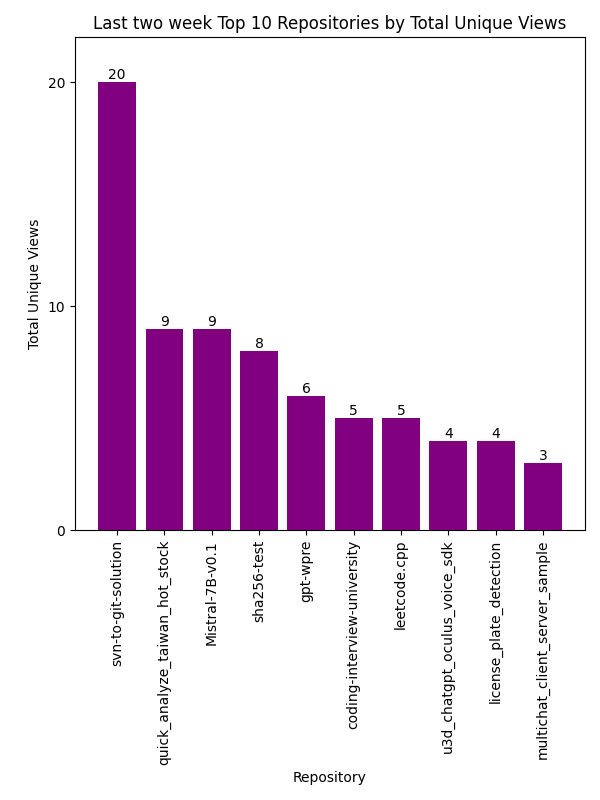 Last two week Top 10 Repositories by Total Unique Views
Total Unique Views
20
10
0
20
9
9
8
6
5
5
4
4
3
svn-to-git-solution
quick_analyze_taiwan_hot_stock
Mistral-7B-v0.1
sha256-test
gpt-wpre
coding-interview-university
leetcode.cpp
u3d_chatgpt_oculus_voice_sdk
license_plate_detection
multichat_client_server_sample
Repository